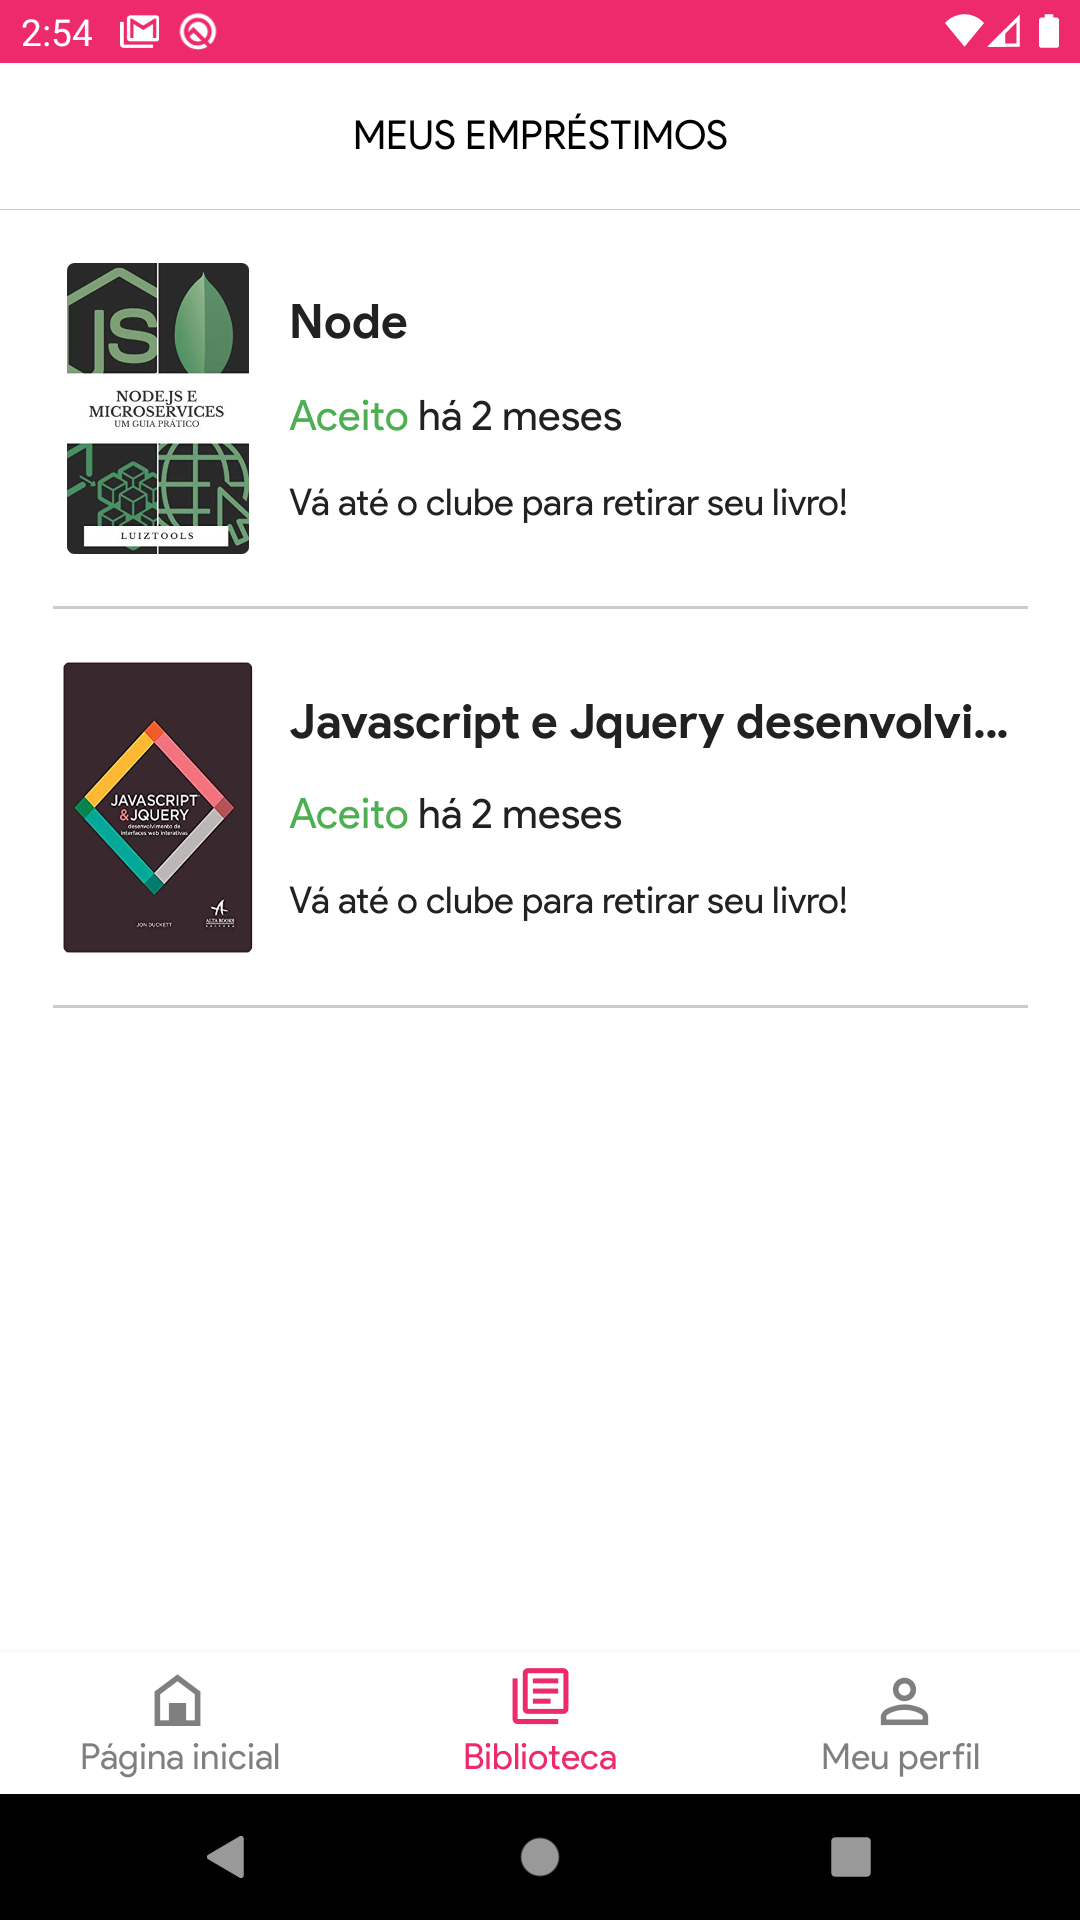 2:54
MEUS EMPRÉSTIMOS
JS
NODE.JS E
MICROSERVICES
UM GUIA PRÁTICO
LUIZTOOLS
Node
Aceito há 2 meses
Vá até o clube para retirar seu livro!
JAVASCRIPT
&JQUERY
desenvolvimento de
interfaces web interativas
JON DUCKETT
ALTA BOOKS
EDITORA
Javascript e Jquery desenvolvi...
Aceito há 2 meses
Vá até o clube para retirar seu livro!
Página inicial
Biblioteca
Meu perfil